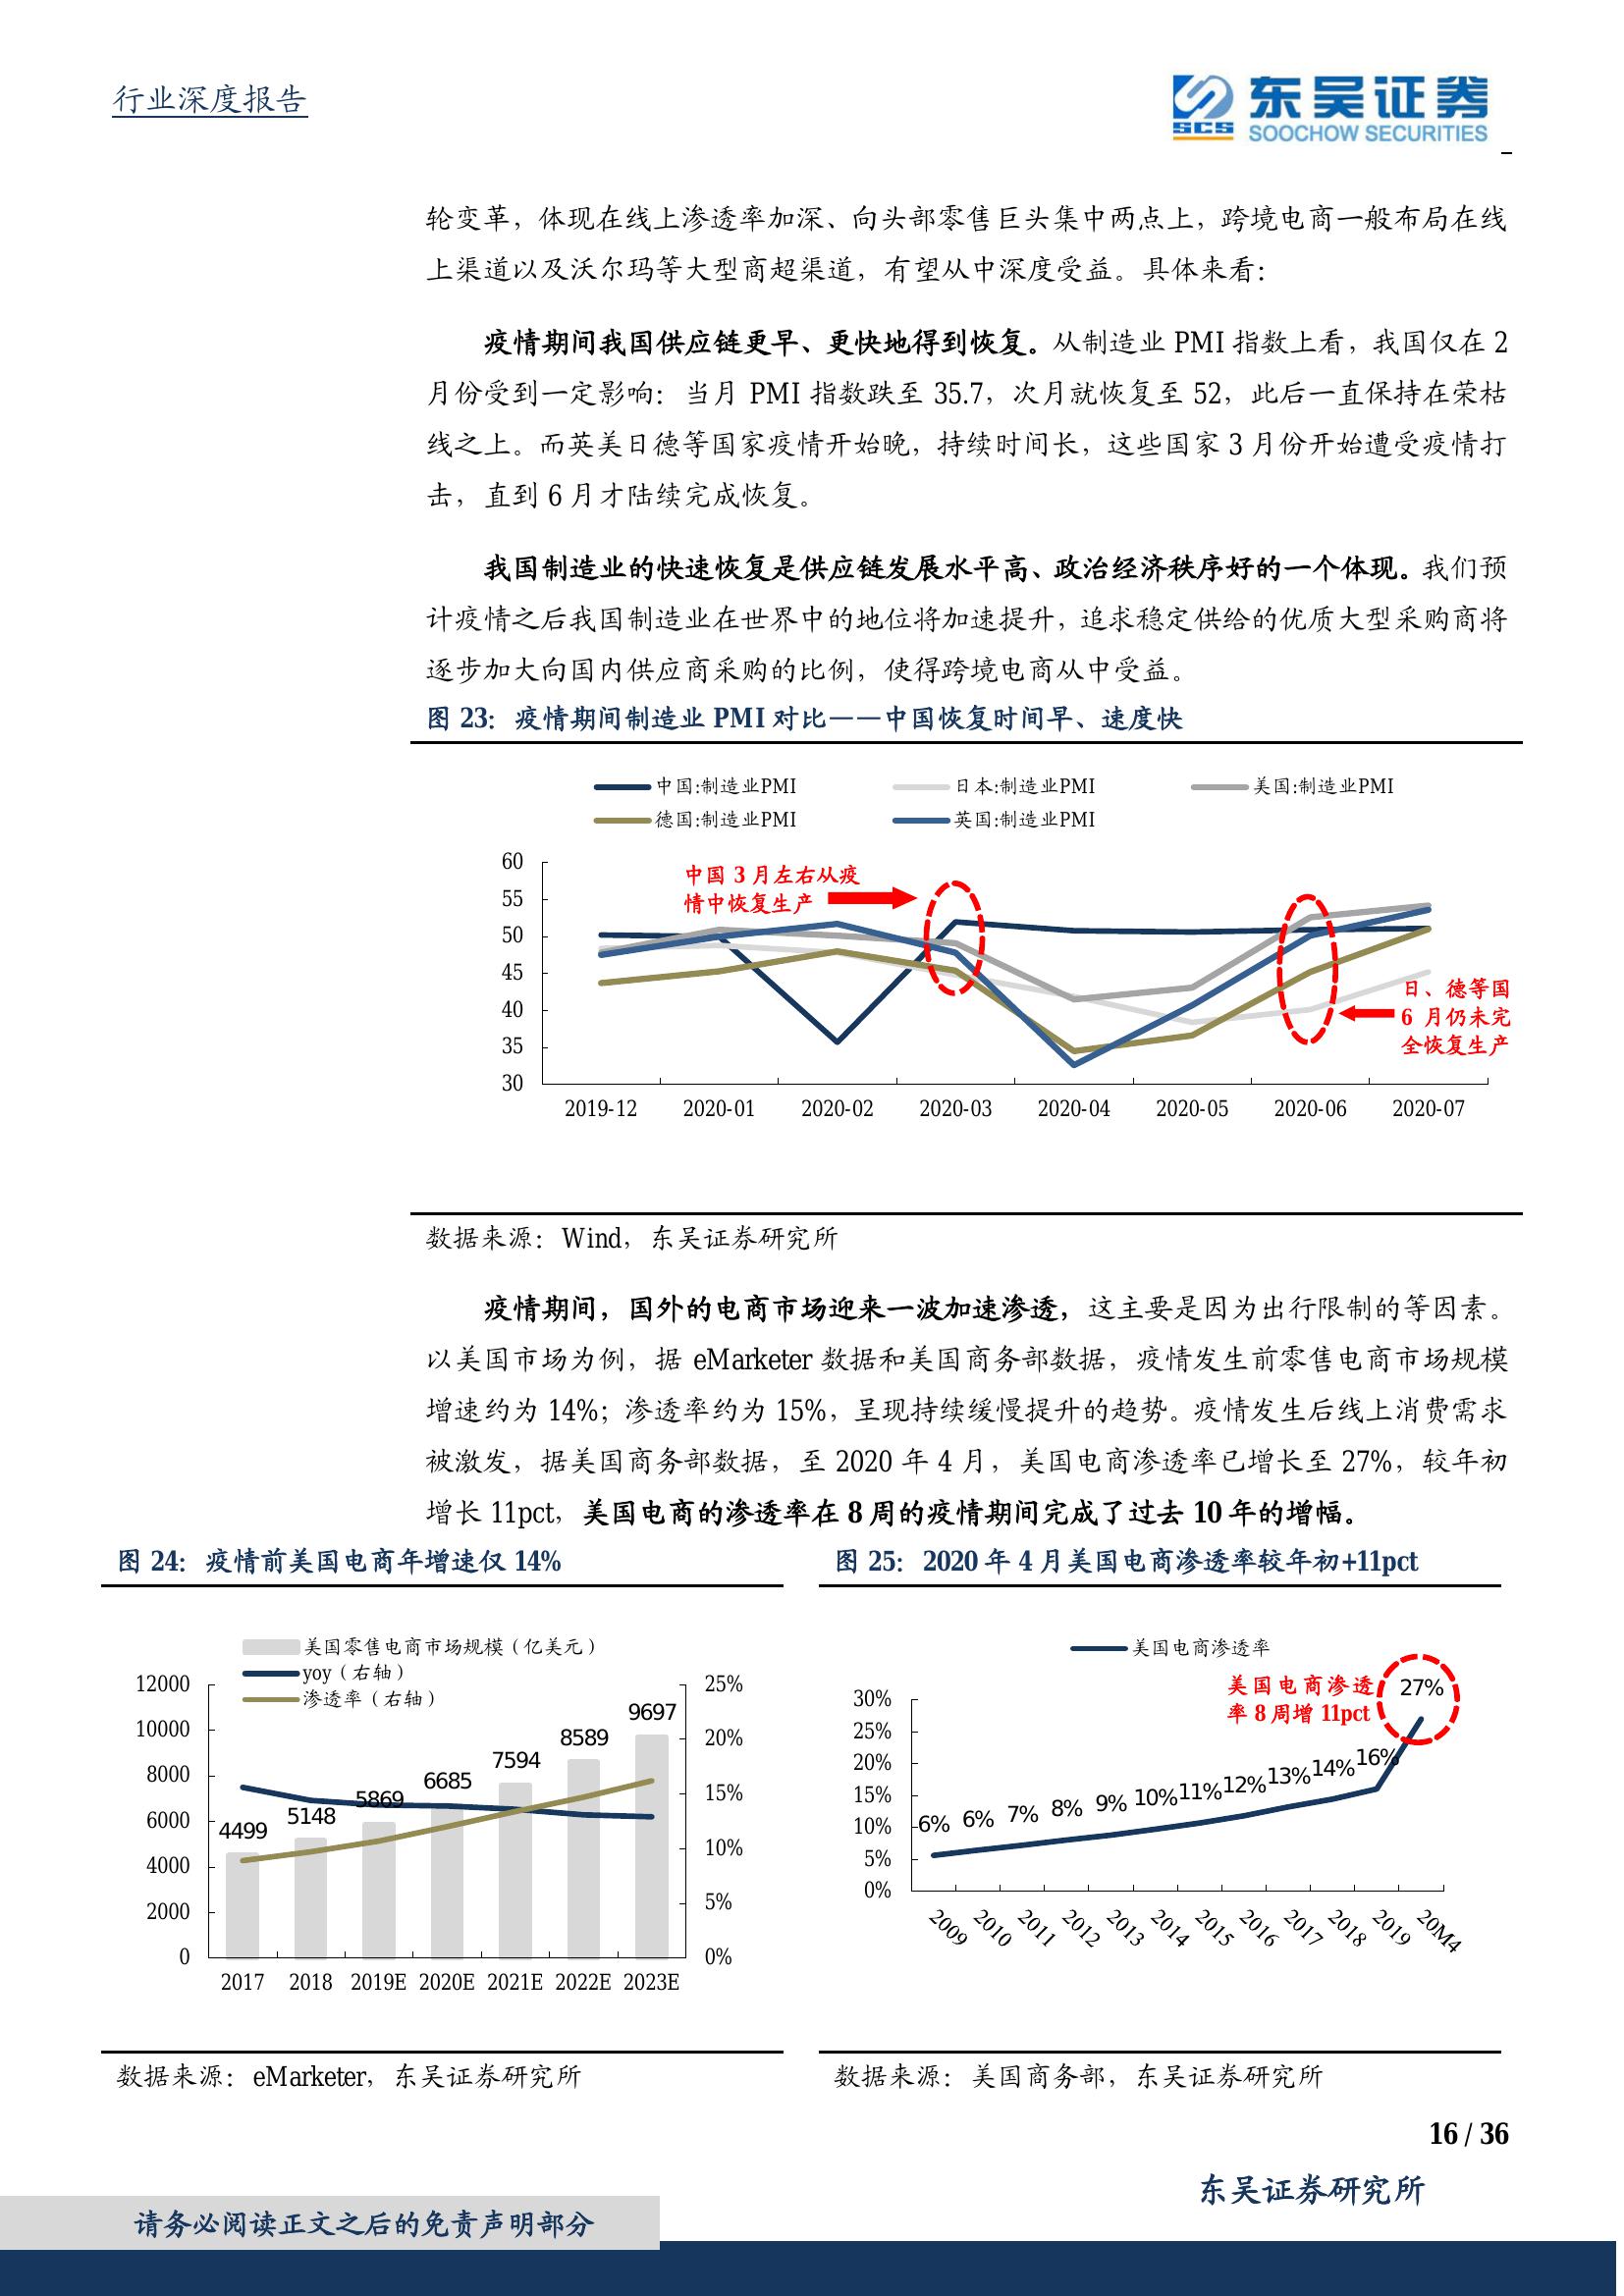 行业深度报告
SCS
东吴证券
SOOCHOW SECURITIES
轮变革，体现在线上渗透率加深、向头部零售巨头集中两点上，跨境电商一般布局在线
上渠道以及沃尔玛等大型商超渠道，有望从中深度受益。具体来看：
疫情期间我国供应链更早、更快地得到恢复。从制造业 PMI 指数上看，我国仅在 2
月份受到一定影响：当月 PMI 指数跌至 35.7，次月就恢复至 52，此后一直保持在荣枯
线之上。而英美日德等国家疫情开始晚，持续时间长，这些国家 3 月份开始遭受疫情打
击，直到 6 月才陆续完成恢复。
我国制造业的快速恢复是供应链发展水平高、政治经济秩序好的一个体现。我们预
计疫情之后我国制造业在世界中的地位将加速提升，追求稳定供给的优质大型采购商将
逐步加大向国内供应商采购的比例，使得跨境电商从中受益。
图 23：疫情期间制造业 PMI 对比——中国恢复时间早、速度快
中国:制造业PMI 日本:制造业PMI 美国:制造业PMI
德国:制造业PMI 英国:制造业PMI
60
55
50
45
40
35
30
中国 3 月左右从疫
情中恢复生产
日、德等国
6 月仍未完
全恢复生产
2019-12 2020-01 2020-02 2020-03 2020-04 2020-05 2020-06 2020-07
数据来源：Wind，东吴证券研究所
疫情期间，国外的电商市场迎来一波加速渗透，这主要是因为出行限制的等因素。
以美国市场为例，据 eMarketer 数据和美国商务部数据，疫情发生前零售电商市场规模
增速约为 14%；渗透率约为 15%，呈现持续缓慢提升的趋势。疫情发生后线上消费需求
被激发，据美国商务部数据，至 2020 年 4 月，美国电商渗透率已增长至 27%，较年初
增长 11pct，美国电商的渗透率在 8 周的疫情期间完成了过去 10 年的增幅。
图 24：疫情前美国电商年增速仅 14%
美国零售电商市场规模（亿美元）
yoy（右轴）
渗透率（右轴）
12000
10000
8000
6000
4000
2000
0
4499 5148 5869 6685 7594 8589 9697
25%
20%
15%
10%
5%
0%
2017 2018 2019E 2020E 2021E 2022E 2023E
数据来源：eMarketer，东吴证券研究所
图 25：2020 年 4 月美国电商渗透率较年初+11pct
美国电商渗透率
美国电商渗透
率 8 周增 11pct
30%
25%
20%
15%
10%
5%
0%
6% 6% 7% 8% 9% 10% 11% 12% 13% 14% 16% 27%
2009 2010 2011 2012 2013 2014 2015 2016 2017 2018 2019 20M4
数据来源：美国商务部，东吴证券研究所
16 / 36
东吴证券研究所
请务必阅读正文之后的免责声明部分